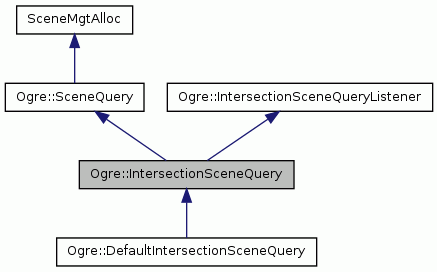 SceneMgtAlloc
Ogre::SceneQuery
Ogre::IntersectionSceneQueryListener
Ogre::IntersectionSceneQuery
Ogre::DefaultIntersectionSceneQuery